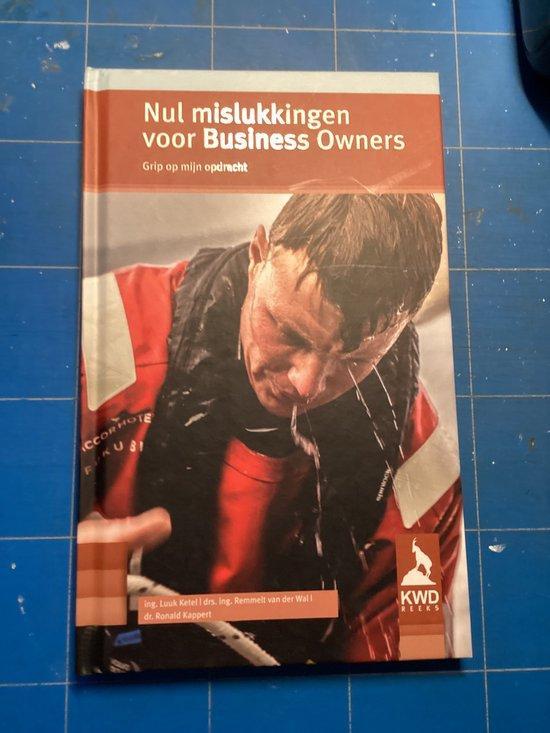 Nul mislukkingen
voor Business Owners
Grip op mijn opdracht
CCORHOTE
ing. Luuk Ketel | drs. ing. Remmelt van der Wal |
dr. Ronald Kappert
KWD
REEKS